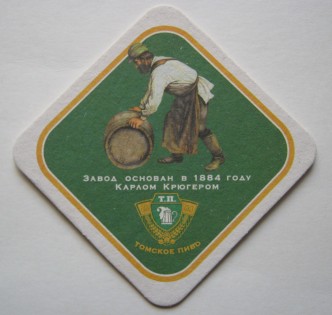 Завод основан в 1884 году
Карлом Крюгером
Т.П.
Томское пиво